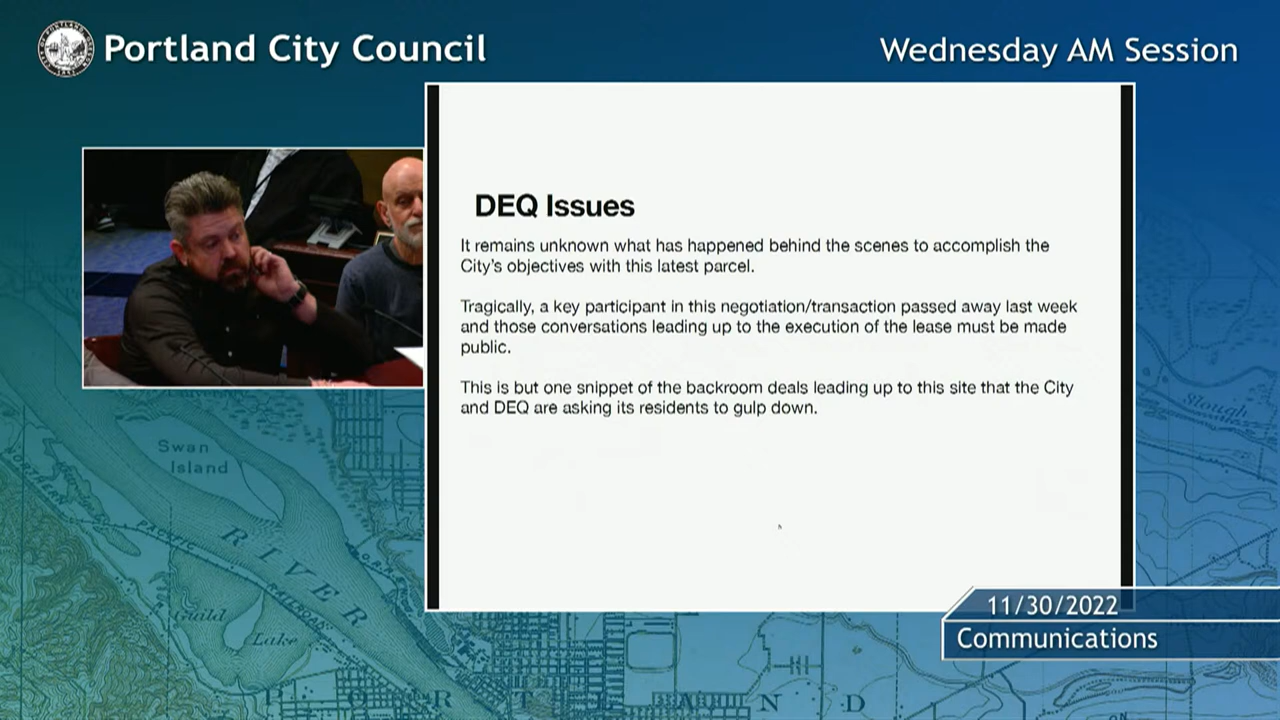 Portland City Council
Wednesday AM Session
DEQ Issues
It remains unknown what has happened behind the scenes to accomplish the
City's objectives with this latest parcel.
Tragically, a key participant in this negotiation/transaction passed away last week
and those conversations leading up to the execution of the lease must be made
public.
This is but one snippet of the backroom deals leading up to this site that the City
and DEQ are asking its residents to gulp down.
Swan
Island
Slough
RIVER
NORTHERN
PACIFIC
RAILROAD
Guild
Lake
11/30/2022
Communications